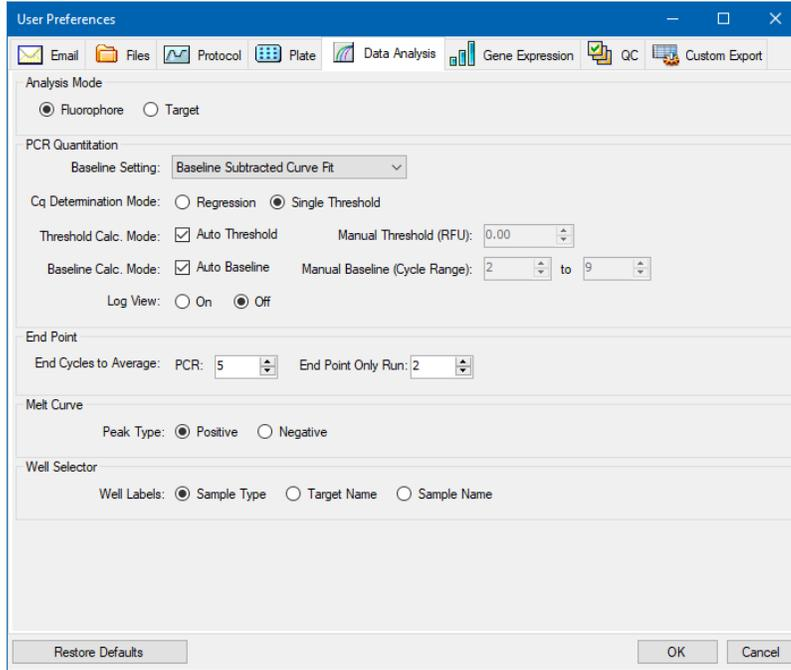 User Preferences
Email Files Protocol Plate Data Analysis Gene Expression QC Custom Export
Analysis Mode
Fluorophore Target
PCR Quantitation
Baseline Setting: Baseline Subtracted Curve Fit
Cq Determination Mode: Regression Single Threshold
Threshold Calc. Mode: Auto Threshold Manual Threshold (RFU): 0.00
Baseline Calc. Mode: Auto Baseline Manual Baseline (Cycle Range): 2 to 9
Log View: On Off
End Point
End Cycles to Average: PCR: 5 End Point Only Run: 2
Melt Curve
Peak Type: Positive Negative
Well Selector
Well Labels: Sample Type Target Name Sample Name
Restore Defaults OK Cancel